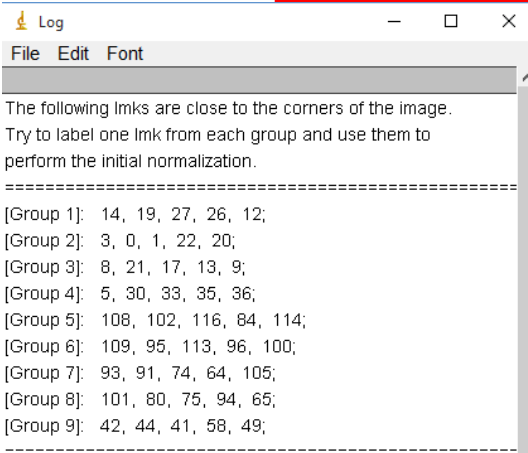 Log
File Edit Font
The following lmks are close to the corners of the image.
Try to label one lmk from each group and use them to
perform the initial normalization.
===================================================
[Group 1]: 14, 19, 27, 26, 12;
[Group 2]: 3, 0, 1, 22, 20;
[Group 3]: 8, 21, 17, 13, 9;
[Group 4]: 5, 30, 33, 35, 36;
[Group 5]: 108, 102, 116, 84, 114;
[Group 6]: 109, 95, 113, 96, 100;
[Group 7]: 93, 91, 74, 64, 105;
[Group 8]: 101, 80, 75, 94, 65;
[Group 9]: 42, 44, 41, 58, 49;
---------------------------------------------------